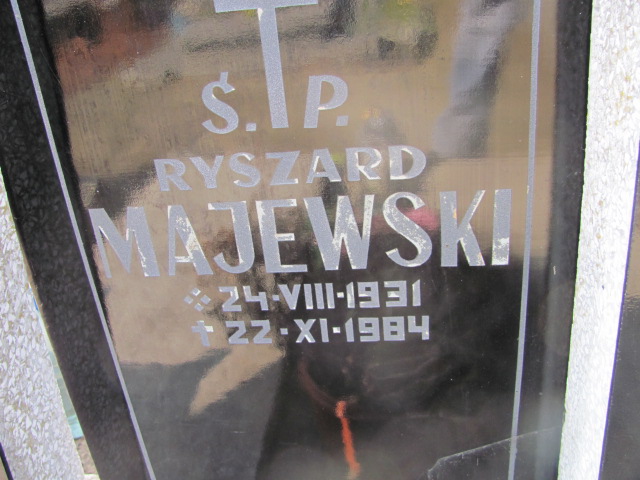 Ś. P.
RYSZARD
MAJEWSKI
24·VIII·1931
✝ 22·XI·1984